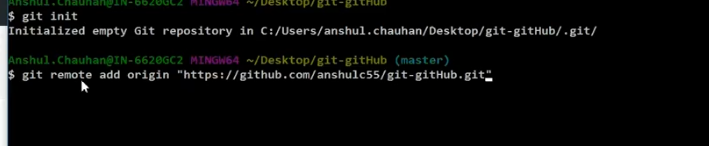 Anshul.Chauhan@IN-6620GC2 MINGW64 ~/Desktop/git-gitHub
$ git init
Initialized empty Git repository in C:/Users/anshul.chauhan/Desktop/git-gitHub/.git/
Anshul.Chauhan@IN-6620GC2 MINGW64 ~/Desktop/git-gitHub (master)
$ git remote add origin "https://github.com/anshulc55/git-gitHub.git"